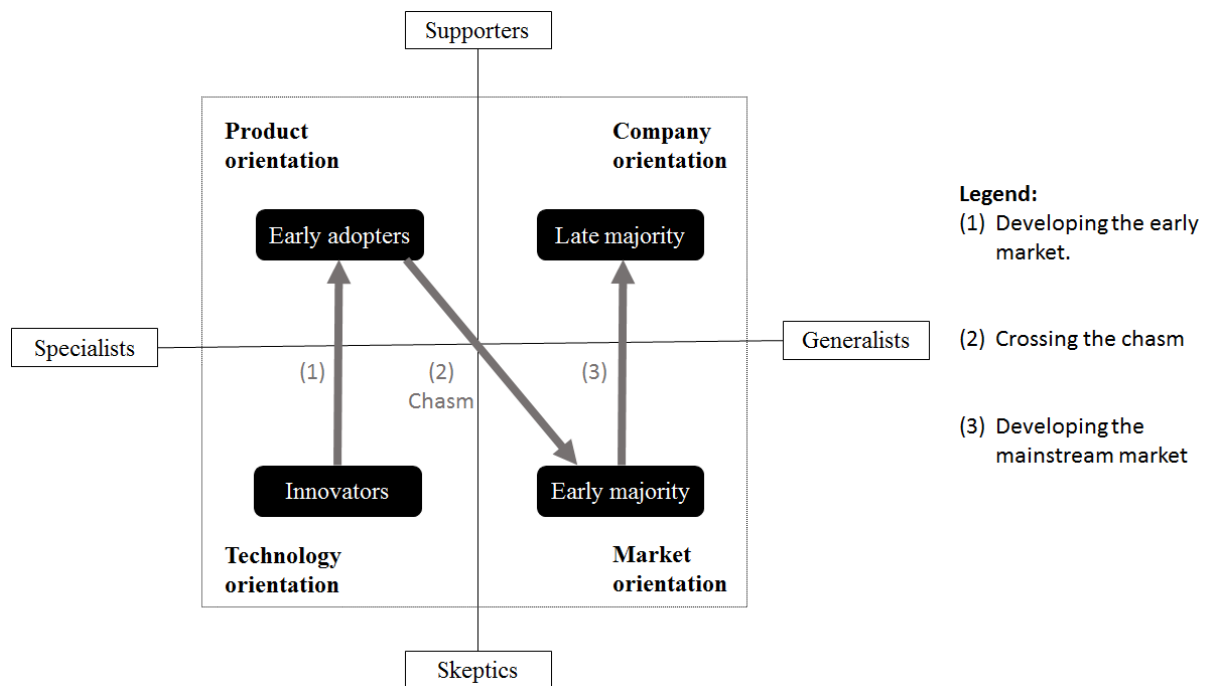 Supporters
Product
orientation
Company
orientation
Early adopters
Late majority
Specialists
Generalists
(1)
(2)
Chasm
(3)
Innovators
Early majority
Technology
orientation
Market
orientation
Skeptics
Legend:
(1) Developing the early
market.
(2) Crossing the chasm
(3) Developing the
mainstream market